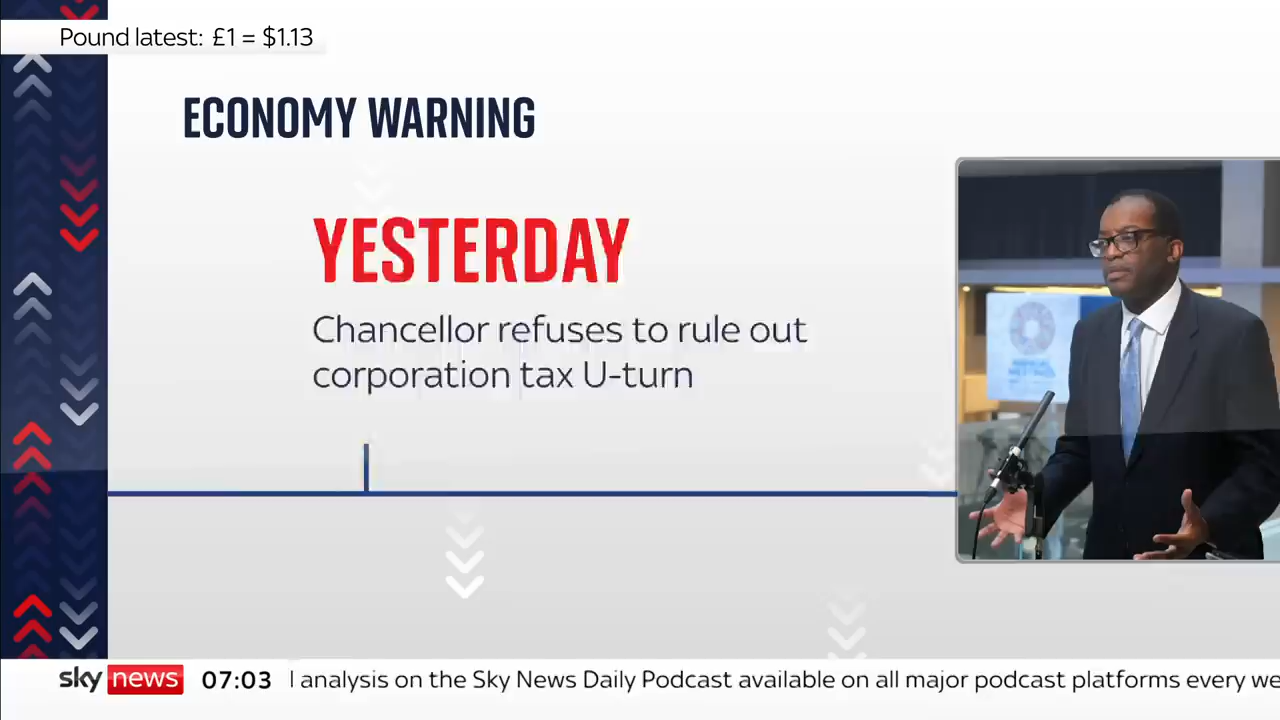 Pound latest: £1 = $1.13
ECONOMY WARNING
YESTERDAY
Chancellor refuses to rule out
corporation tax U-turn
sky news 07:03 l analysis on the Sky News Daily Podcast available on all major podcast platforms every we